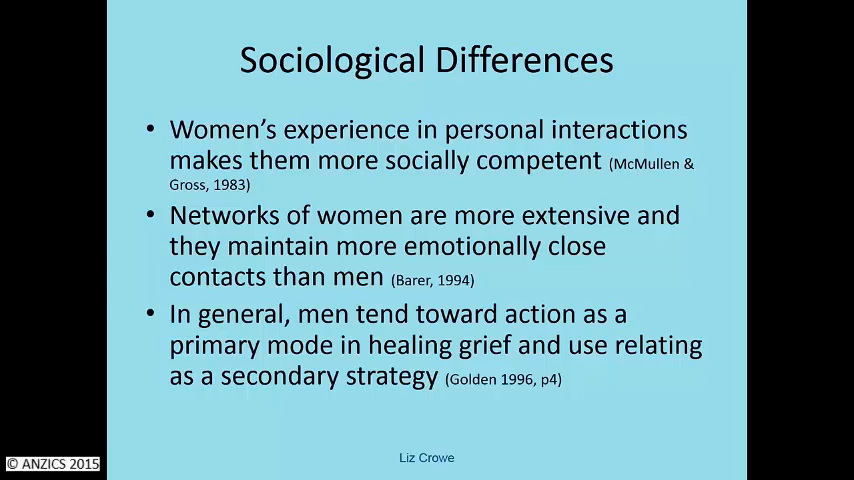 Sociological Differences
• Women's experience in personal interactions
makes them more socially competent (McMullen &
Gross, 1983)
• Networks of women are more extensive and
they maintain more emotionally close
contacts than men (Barer, 1994)
• In general, men tend toward action as a
primary mode in healing grief and use relating
as a secondary strategy (Golden 1996, p4)
Liz Crowe
© ANZICS 2015